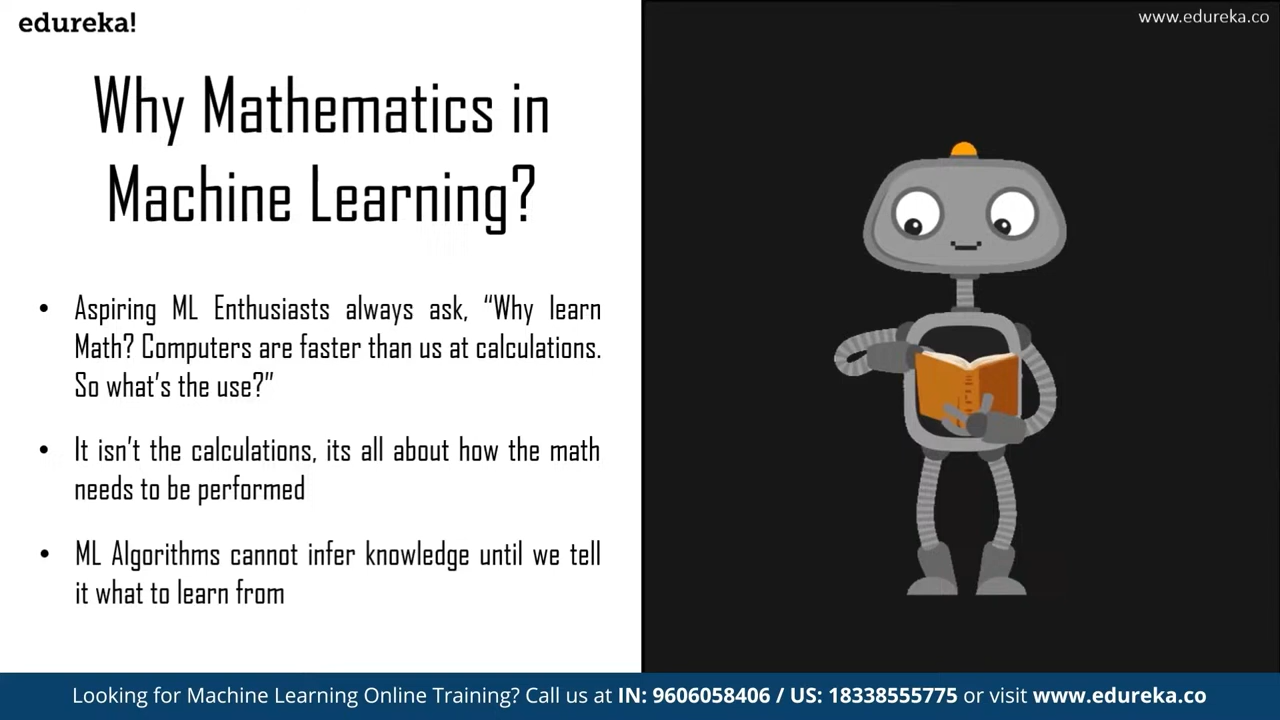 edureka!
www.edureka.co
Why Mathematics in
Machine Learning?
• Aspiring ML Enthusiasts always ask, “Why learn
Math? Computers are faster than us at calculations.
So what’s the use?”
• It isn’t the calculations, its all about how the math
needs to be performed
• ML Algorithms cannot infer knowledge until we tell
it what to learn from
Looking for Machine Learning Online Training? Call us at IN: 9606058406 / US: 18338555775 or visit www.edureka.co